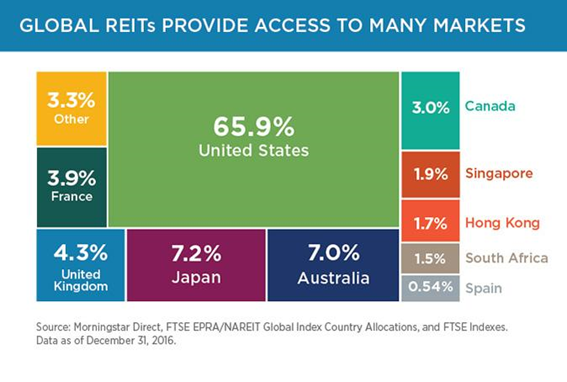 GLOBAL REITs PROVIDE ACCESS TO MANY MARKETS
3.3%
Other
65.9%
United States
3.0%
Canada
3.9%
France
1.9%
Singapore
1.7%
Hong Kong
4.3%
United
Kingdom
7.2%
Japan
7.0%
Australia
1.5%
South Africa
0.54%
Spain
Source: Morningstar Direct, FTSE EPRA/NAREIT Global Index Country Allocations, and FTSE Indexes.
Data as of December 31, 2016.